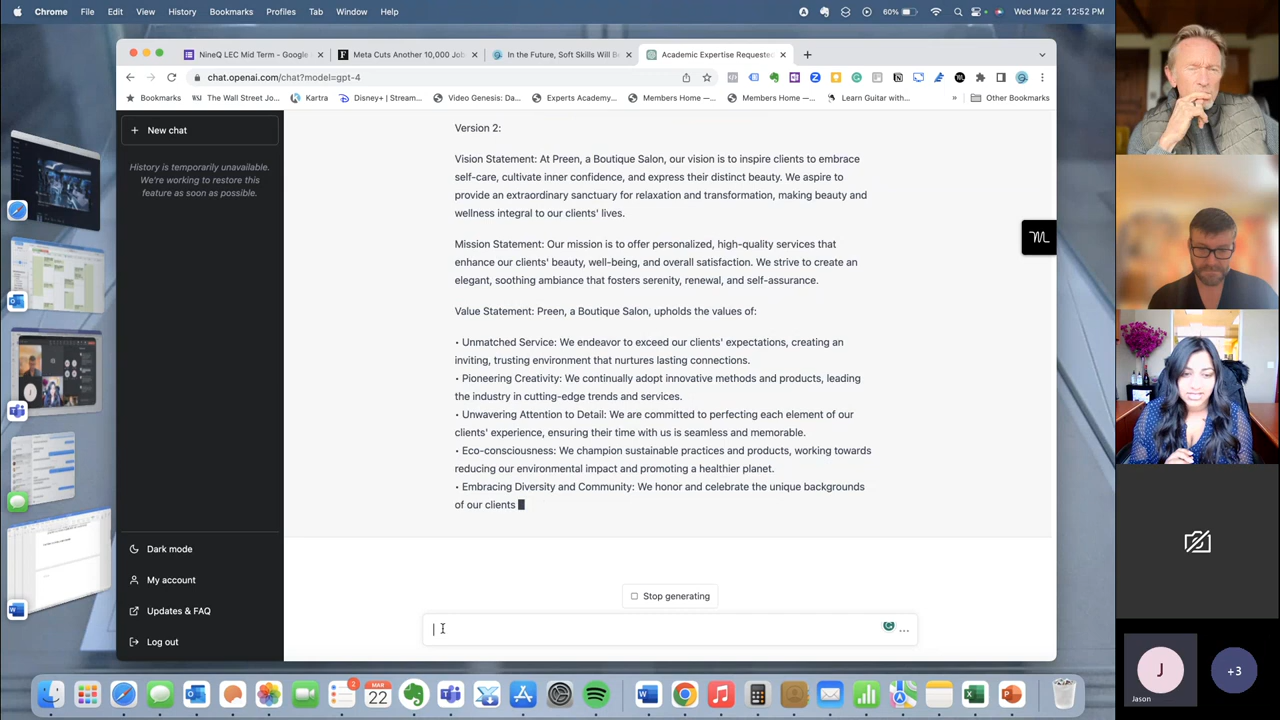 Chrome File Edit View History Bookmarks Profiles Tab Window Help 60% Wed Mar 22 12:52 PM
NineQ LEC Mid Term - Google Meta Cuts Another 10,000 Job In the Future, Soft Skills Will B Academic Expertise Requested
chat.openai.com/chat?model=gpt-4
Bookmarks The Wall Street Jo... Kartra Disney+ | Stream... Video Genesis: Da... Experts Academy... Members Home —... Members Home —... Learn Guitar with... » Other Bookmarks
New chat
History is temporarily unavailable.
We're working to restore this
feature as soon as possible.
Dark mode
My account
Updates & FAQ
Log out
Version 2:
Vision Statement: At Preen, a Boutique Salon, our vision is to inspire clients to embrace
self-care, cultivate inner confidence, and express their distinct beauty. We aspire to
provide an extraordinary sanctuary for relaxation and transformation, making beauty and
wellness integral to our clients' lives.
Mission Statement: Our mission is to offer personalized, high-quality services that
enhance our clients' beauty, well-being, and overall satisfaction. We strive to create an
elegant, soothing ambiance that fosters serenity, renewal, and self-assurance.
Value Statement: Preen, a Boutique Salon, upholds the values of:
• Unmatched Service: We endeavor to exceed our clients' expectations, creating an
inviting, trusting environment that nurtures lasting connections.
• Pioneering Creativity: We continually adopt innovative methods and products, leading
the industry in cutting-edge trends and services.
• Unwavering Attention to Detail: We are committed to perfecting each element of our
clients' experience, ensuring their time with us is seamless and memorable.
• Eco-consciousness: We champion sustainable practices and products, working towards
reducing our environmental impact and promoting a healthier planet.
• Embracing Diversity and Community: We honor and celebrate the unique backgrounds
of our clients
Stop generating
J
Jason
+3
MAR
22
2